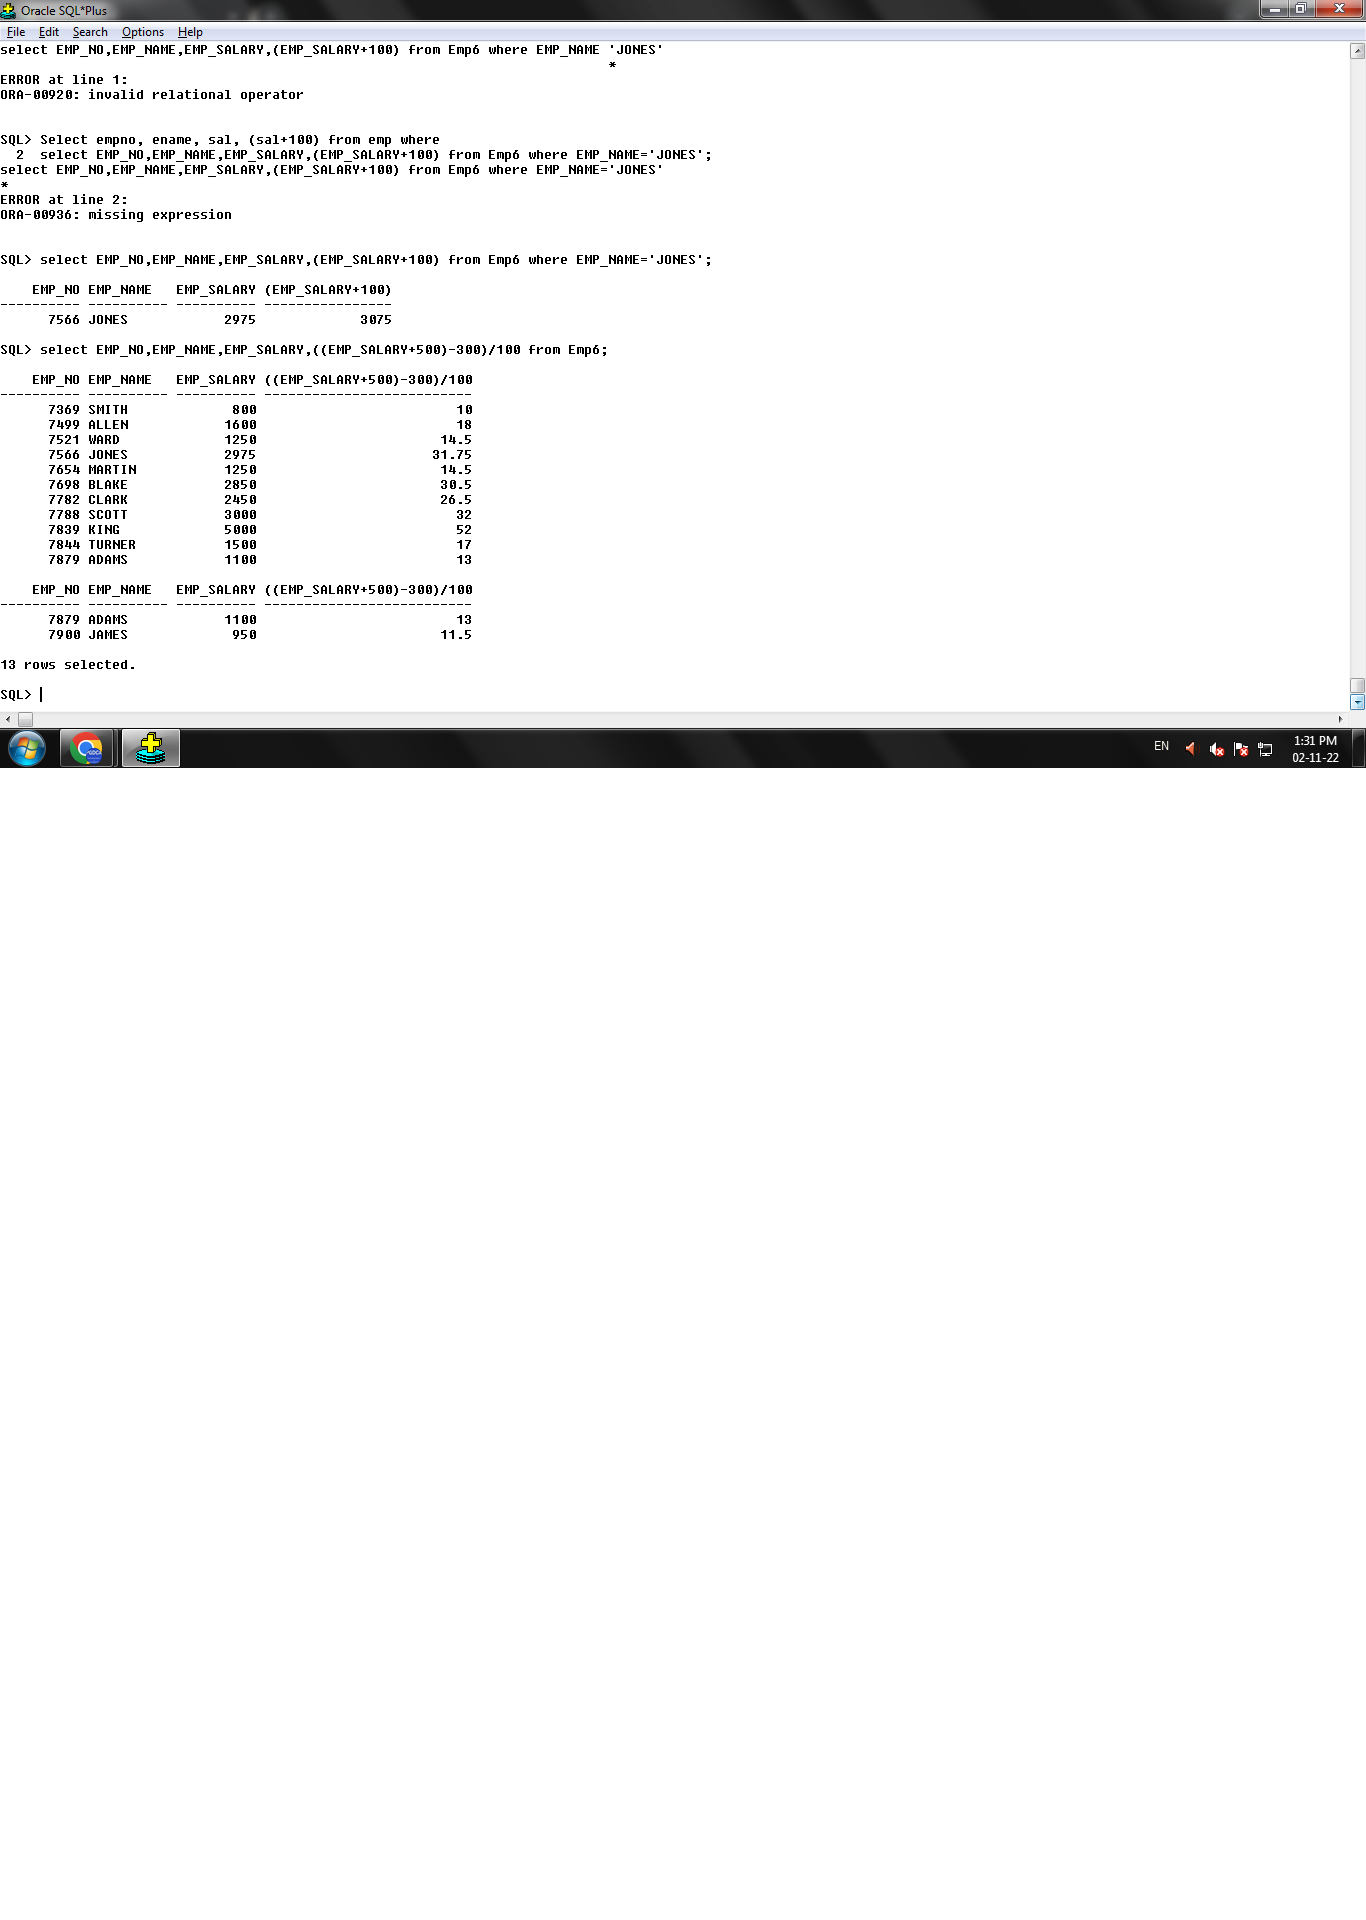 Oracle SQL*Plus
File Edit Search Options Help
select EMP_NO,EMP_NAME,EMP_SALARY,(EMP_SALARY+100) from Emp6 where EMP_NAME 'JONES'
*
ERROR at line 1:
ORA-00920: invalid relational operator
SQL> Select empno, ename, sal, (sal+100) from emp where
2 select EMP_NO,EMP_NAME,EMP_SALARY,(EMP_SALARY+100) from Emp6 where EMP_NAME='JONES';
select EMP_NO,EMP_NAME,EMP_SALARY,(EMP_SALARY+100) from Emp6 where EMP_NAME='JONES'
*
ERROR at line 2:
ORA-00936: missing expression
SQL> select EMP_NO,EMP_NAME,EMP_SALARY,(EMP_SALARY+100) from Emp6 where EMP_NAME='JONES';
EMP_NO EMP_NAME EMP_SALARY (EMP_SALARY+100)
---------- ---------- ---------- ----------------
7566 JONES 2975 3075
SQL> select EMP_NO,EMP_NAME,EMP_SALARY,((EMP_SALARY+500)-300)/100 from Emp6;
EMP_NO EMP_NAME EMP_SALARY ((EMP_SALARY+500)-300)/100
---------- ---------- ---------- --------------------------
7369 SMITH 800 10
7499 ALLEN 1600 18
7521 WARD 1250 14.5
7566 JONES 2975 31.75
7654 MARTIN 1250 14.5
7698 BLAKE 2850 30.5
7782 CLARK 2450 26.5
7788 SCOTT 3000 32
7839 KING 5000 52
7844 TURNER 1500 17
7879 ADAMS 1100 13
EMP_NO EMP_NAME EMP_SALARY ((EMP_SALARY+500)-300)/100
---------- ---------- ---------- --------------------------
7879 ADAMS 1100 13
7900 JAMES 950 11.5
13 rows selected.
SQL>
EN
1:31 PM
02-11-22